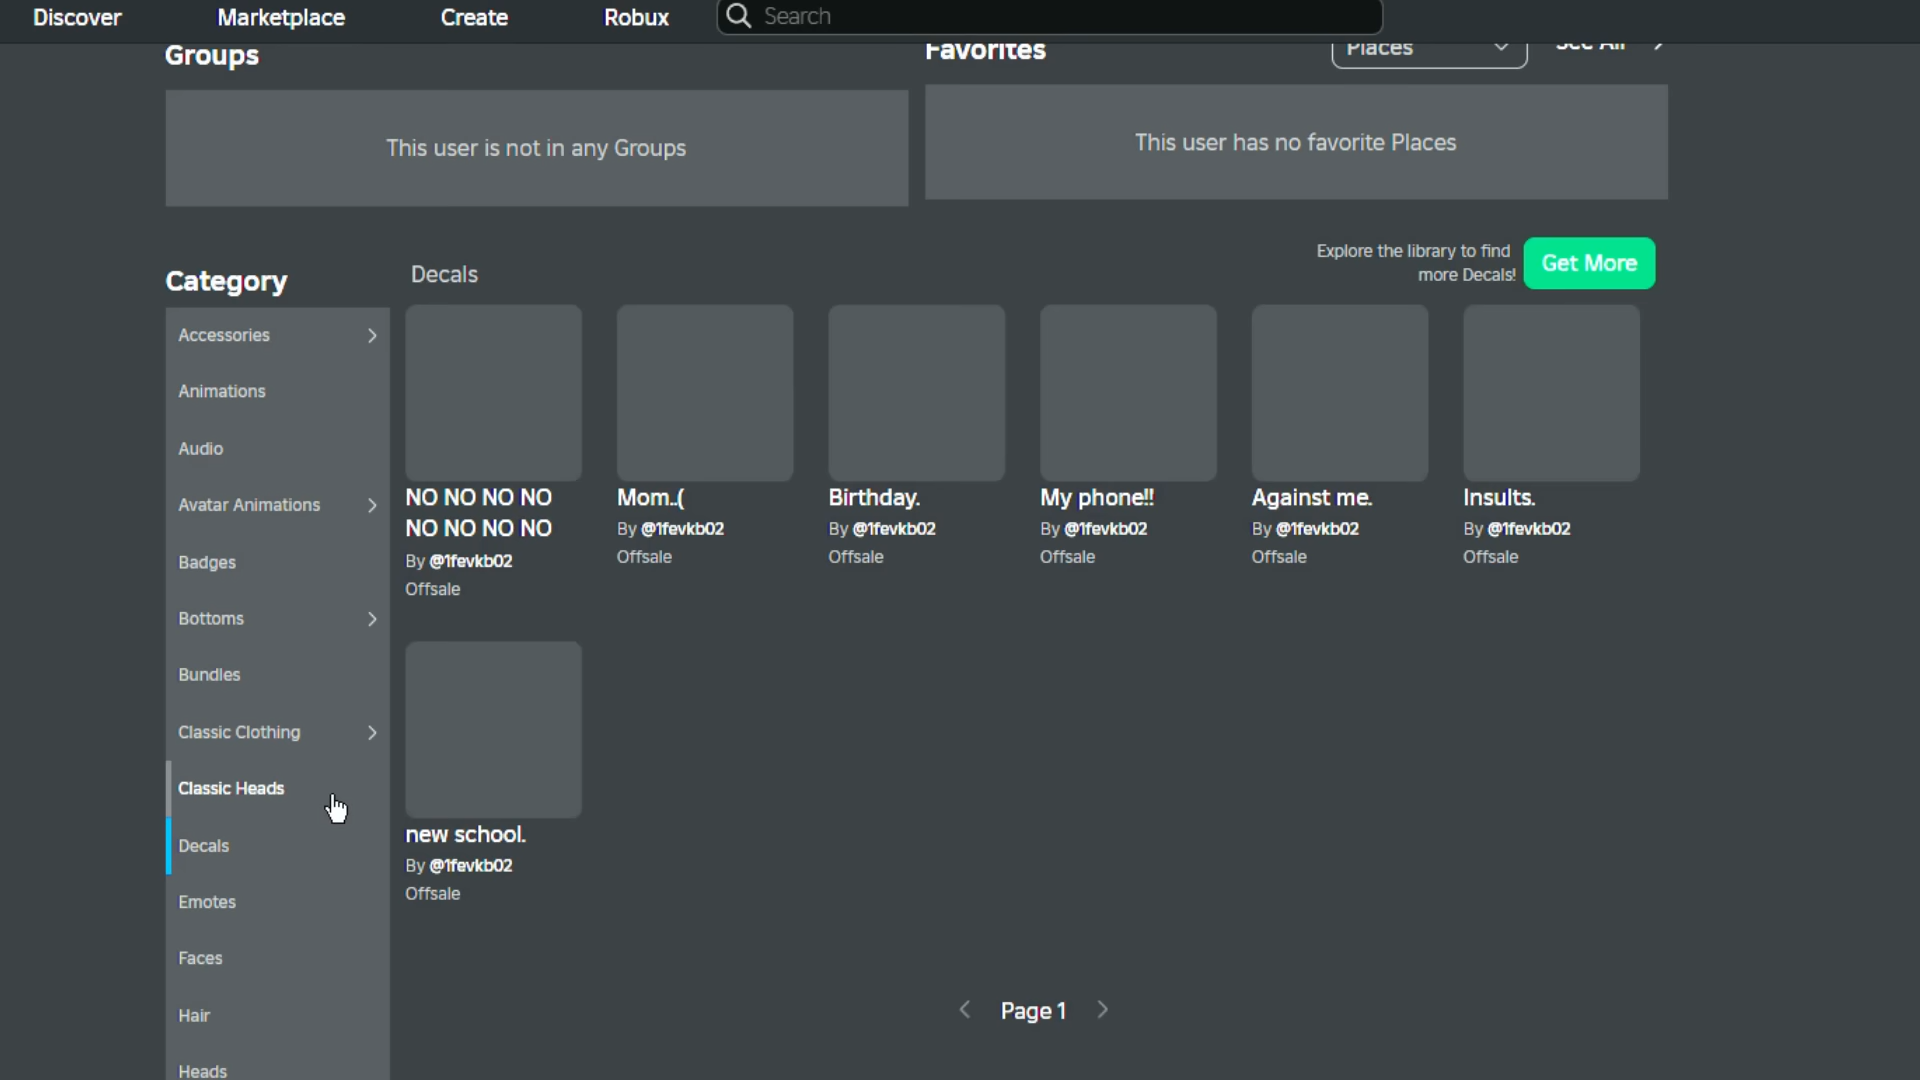 Discover
Marketplace
Create
Robux
Search
Groups
Favorites
Places
See All
This user is not in any Groups
This user has no favorite Places
Category
Decals
Explore the library to find
more Decals!
Get More
Accessories
Animations
Audio
Avatar Animations
Badges
Bottoms
Bundles
Classic Clothing
Classic Heads
Decals
Emotes
Faces
Hair
Heads
NO NO NO NO
NO NO NO NO
By @1fevkb02
Offsale
Mom..(
By @1fevkb02
Offsale
Birthday.
By @1fevkb02
Offsale
My phone!!
By @1fevkb02
Offsale
Against me.
By @1fevkb02
Offsale
Insults.
By @1fevkb02
Offsale
new school.
By @1fevkb02
Offsale
Page 1